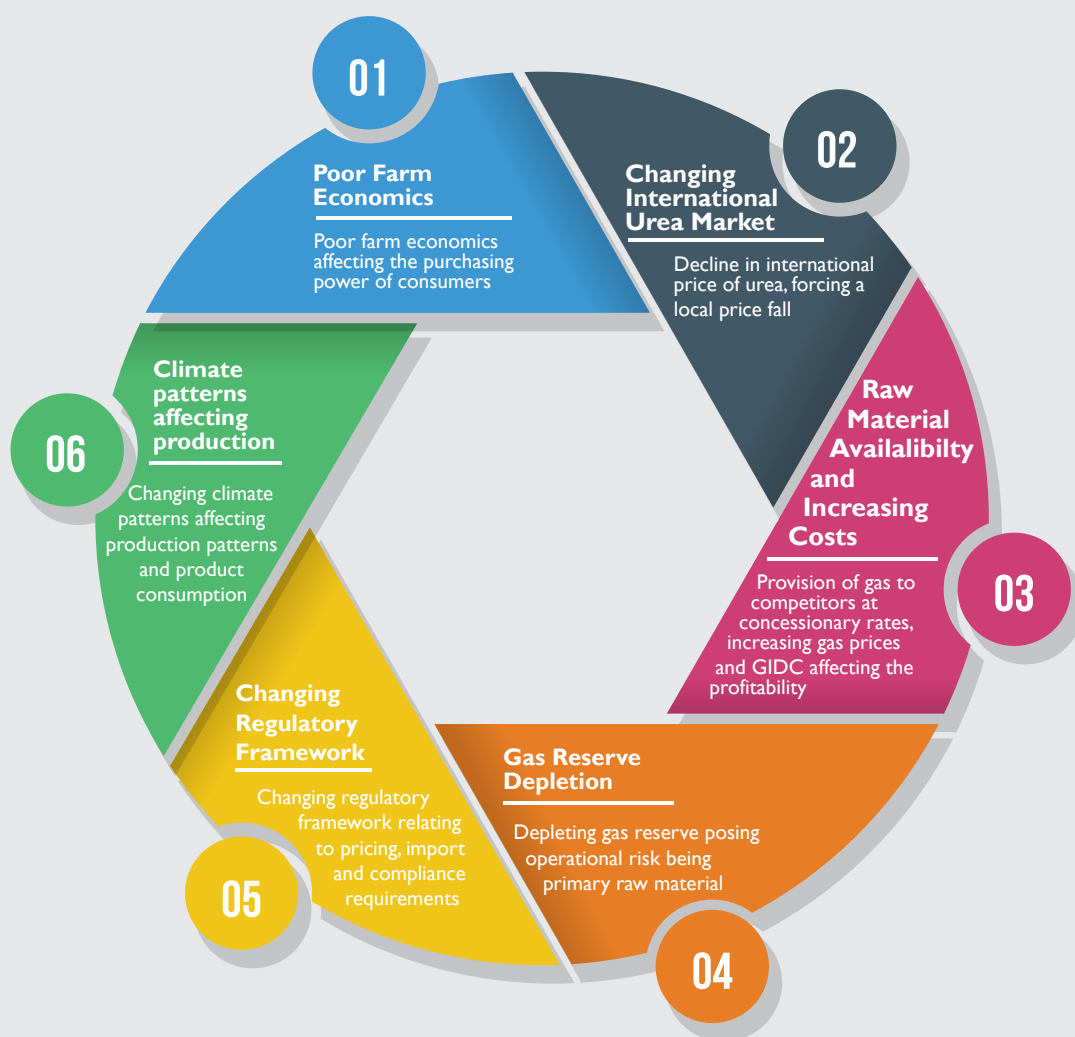 01
Poor Farm
Economics
Poor farm economics
affecting the purchasing
power of consumers
02
Changing
International
Urea Market
Decline in international
price of urea, forcing a
local price fall
03
Raw
Material
Availalibilty
and
Increasing
Costs
Provision of gas to
competitors at
concessionary rates,
increasing gas prices
and GIDC affecting the
profitability
04
Gas Reserve
Depletion
Depleting gas reserve posing
operational risk being
primary raw material
05
Changing
Regulatory
Framework
Changing regulatory
framework relating
to pricing, import
and compliance
requirements
06
Climate
patterns
affecting
production
Changing climate
patterns affecting
production patterns
and product
consumption